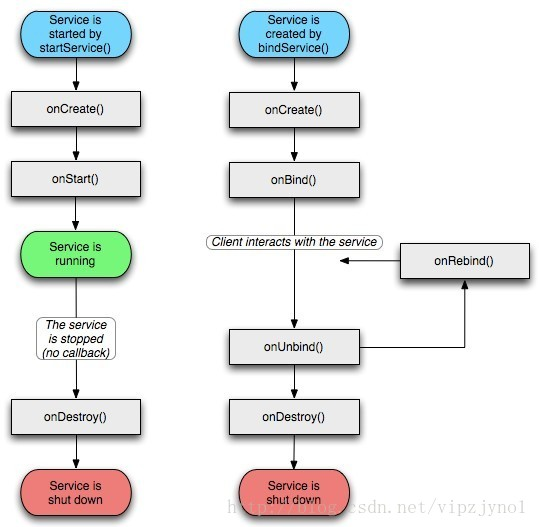 Service is
started by
startService()
onCreate()
onStart()
Service is
running
The service
is stopped
(no callback)
onDestroy()
Service is
shut down
Service is
created by
bindService()
onCreate()
onBind()
Client interacts with the service
onRebind()
onUnbind()
onDestroy()
Service is
shut down
http://blog.csdn.net/vipzjyno1